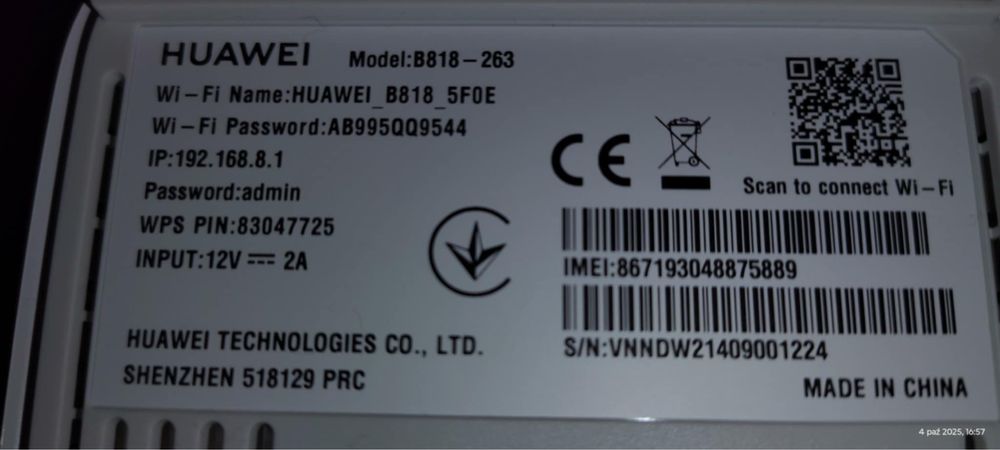 HUAWEI Model:B818-263
Wi-Fi Name:HUAWEI_B818_5F0E
Wi-Fi Password:AB995QQ9544
IP:192.168.8.1
Password:admin
WPS PIN:83047725
INPUT:12V ⎓ 2A
Scan to connect Wi-Fi
IMEI:867193048875889
S/N:VNNDW21409001224
HUAWEI TECHNOLOGIES CO., LTD.
SHENZHEN 518129 PRC
MADE IN CHINA
4 paź 2025, 16:57